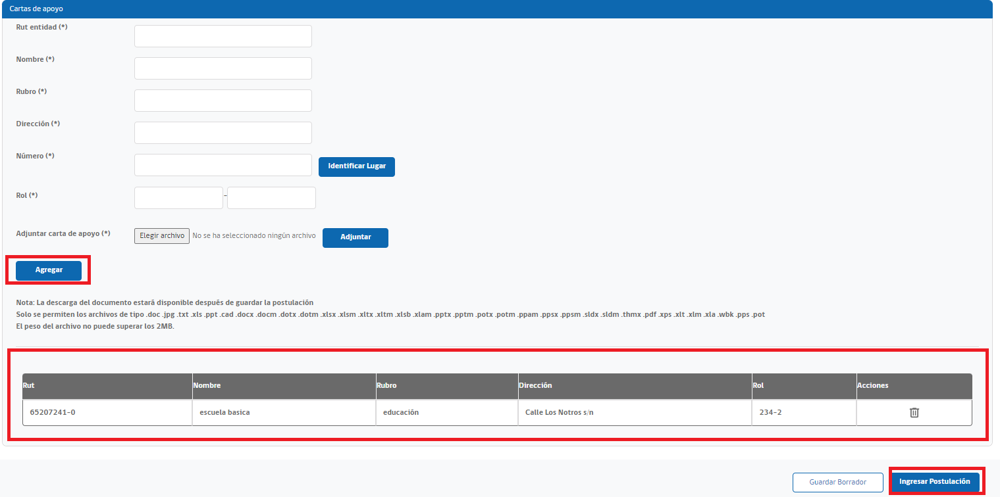 Cartas de apoyo
Rut entidad (*)
Nombre (*)
Rubro (*)
Dirección (*)
Número (*)
Identificar Lugar
Rol (*)
-
Adjuntar carta de apoyo (*)
Elegir archivo No se ha seleccionado ningún archivo
Adjuntar
Agregar
Nota: La descarga del documento estará disponible después de guardar la postulación
Solo se permiten los archivos de tipo .doc .jpg .txt .xls .ppt .cad .docx .docm .dotx .dotm .xlsx .xlsm .xltx .xltm .xlsb .xlam .pptx .pptm .potx .potm .ppam .ppsx .ppsm .sldx .sldm .thmx .pdf .xps .xlt .xlm .xla .wbk .pps .pot
El peso del archivo no puede superar los 2MB.
Rut Nombre Rubro Dirección Rol Acciones
65207241-0 escuela basica educación Calle Los Notros s/n 234-2
Guardar Borrador Ingresar Postulación